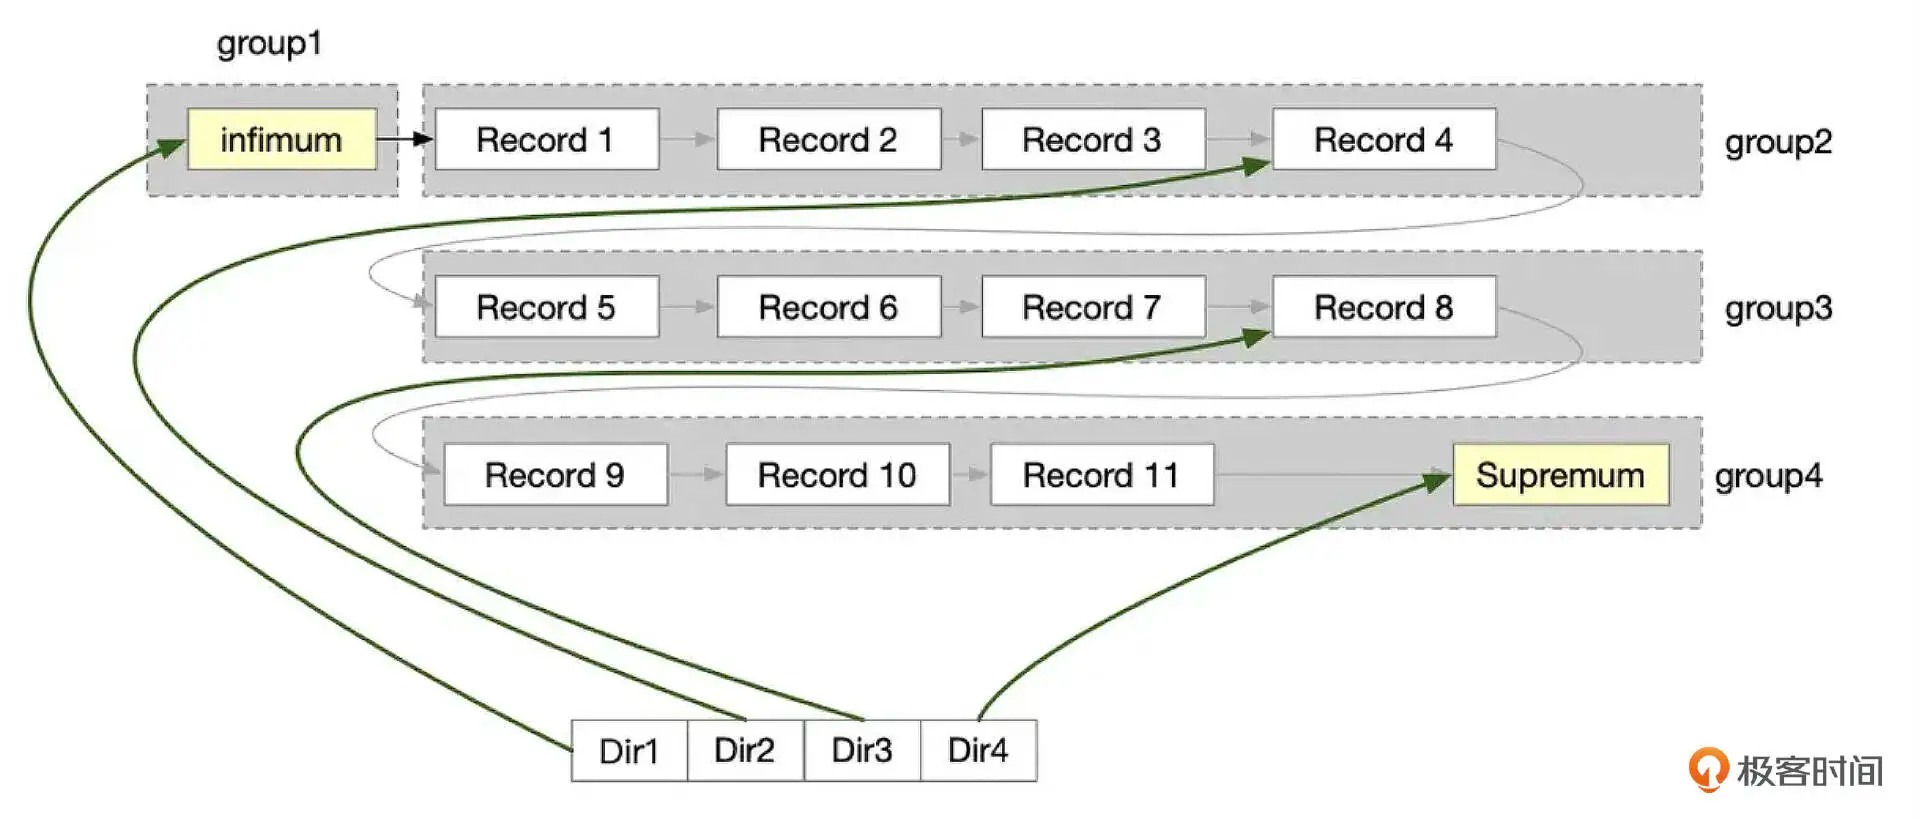 group1
infimum
Record 1
Record 2
Record 3
Record 4
group2
Record 5
Record 6
Record 7
Record 8
group3
Record 9
Record 10
Record 11
Supremum
group4
Dir1
Dir2
Dir3
Dir4
极客时间